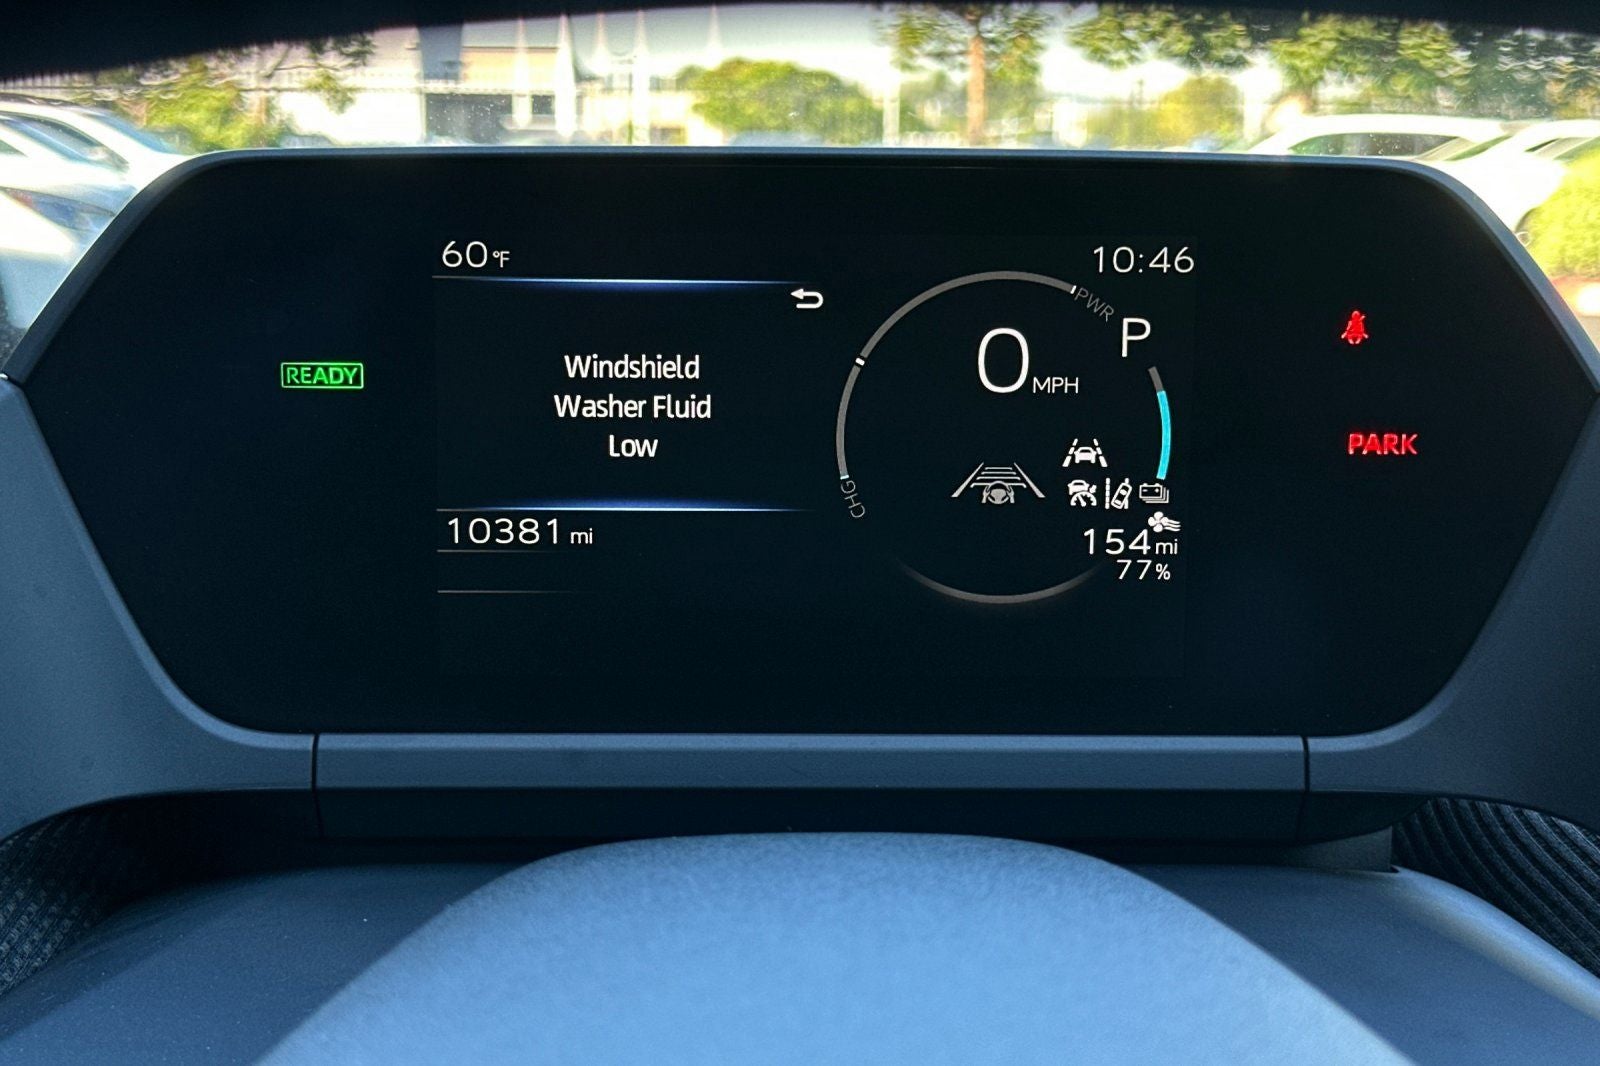 60°F
10:46
PWR
P
Windshield
Washer Fluid
Low
0 MPH
READY
PARK
CHG
10381 mi
154 mi
77%